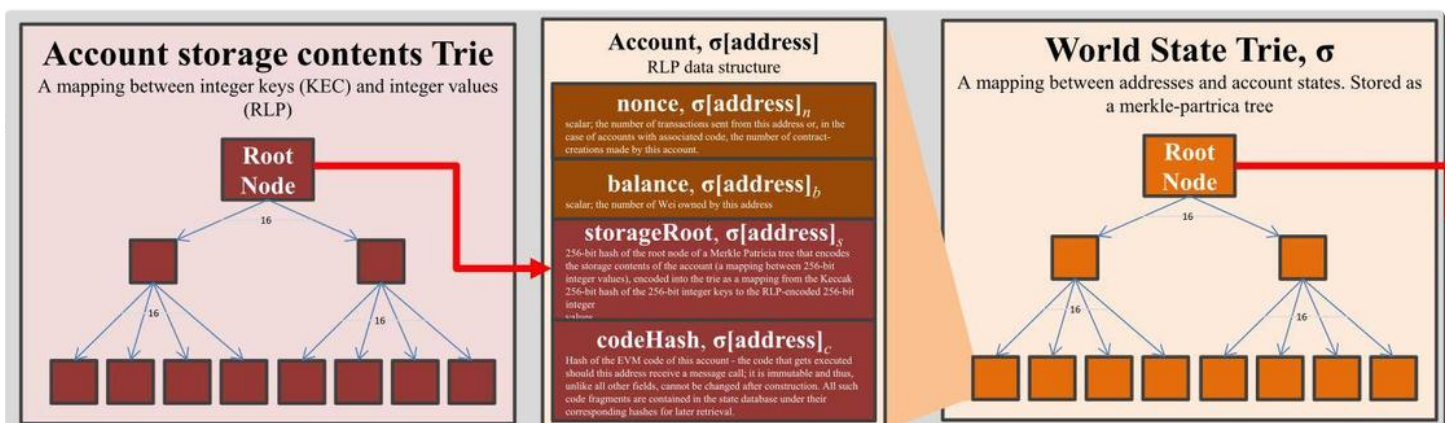 Account storage contents Trie
A mapping between integer keys (KEC) and integer values
(RLP)
Root
Node
16
16
16
Account, σ[address]
RLP data structure
nonce, σ[address]n
scalar; the number of transactions sent from this address or, in the
case of accounts with associated code, the number of contract-
creations made by this account.
balance, σ[address]b
scalar; the number of Wei owned by this address
storageRoot, σ[address]s
256-bit hash of the root node of a Merkle Patricia tree that encodes
the storage contents of the account (a mapping between 256-bit
integer values), encoded into the trie as a mapping from the Keccak
256-bit hash of the 256-bit integer keys to the RLP-encoded 256-bit
integer
values
codeHash, σ[address]c
Hash of the EVM code of this account - the code that gets executed
should this address receive a message call; it is immutable and thus,
unlike all other fields, cannot be changed after construction. All such
code fragments are contained in the state database under their
corresponding hashes for later retrieval.
World State Trie, σ
A mapping between addresses and account states. Stored as
a merkle-partrica tree
Root
Node
16
16
16